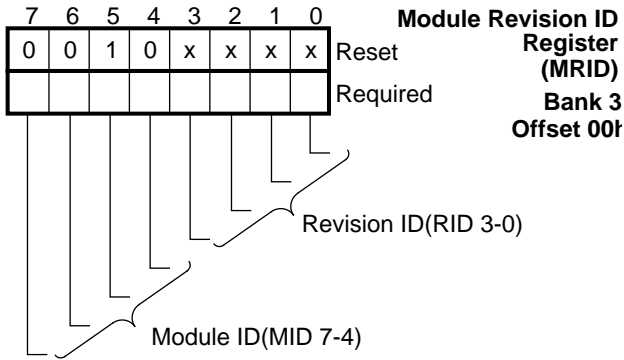 7 6 5 4 3 2 1 0
Module Revision ID
0 0 1 0 x x x x Reset
Register
(MRID)
Required
Bank 3
Offset 00h
Revision ID(RID 3-0)
Module ID(MID 7-4)